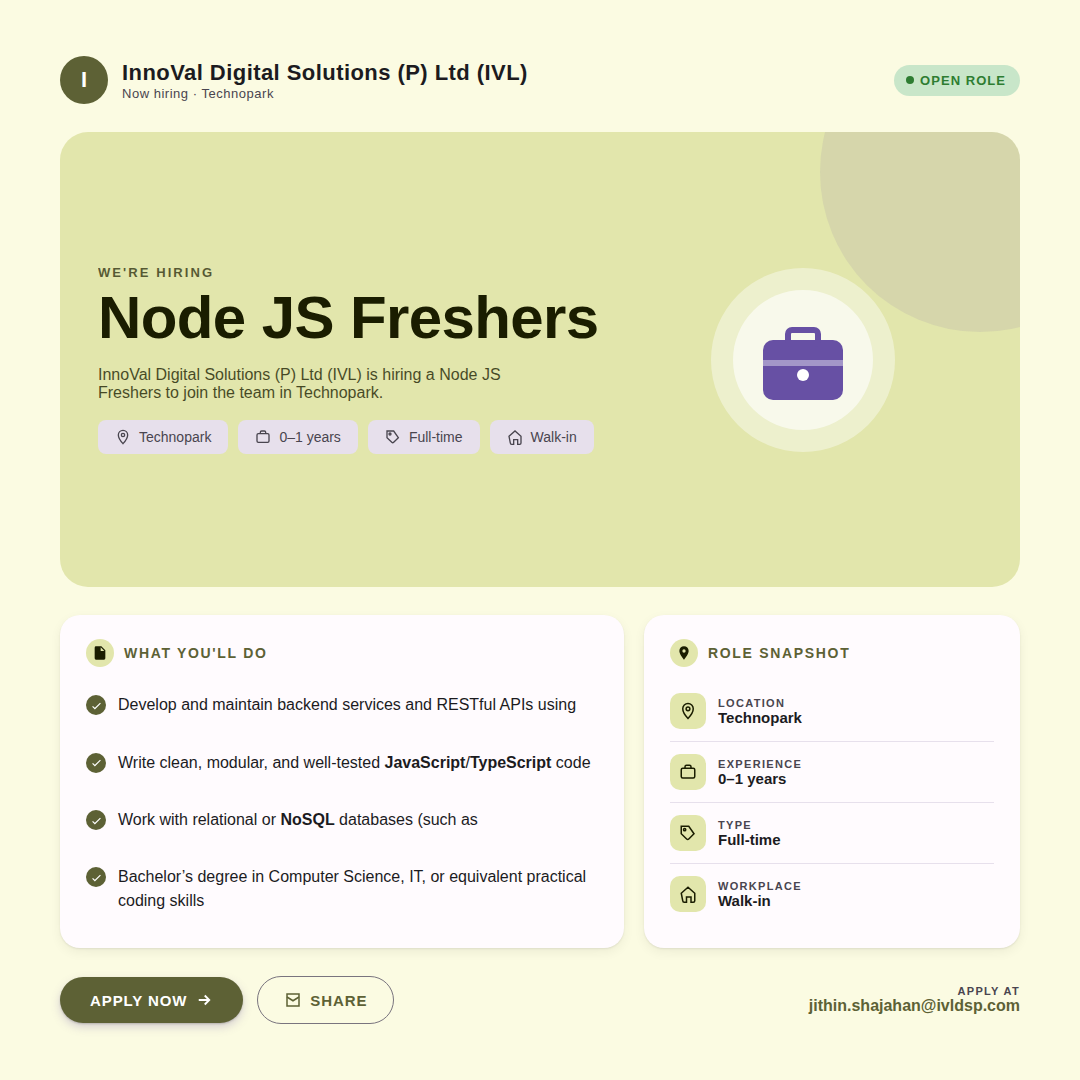 I
InnoVal Digital Solutions (P) Ltd (IVL)
Now hiring · Technopark
OPEN ROLE
WE'RE HIRING
Node JS Freshers
InnoVal Digital Solutions (P) Ltd (IVL) is hiring a Node JS
Freshers to join the team in Technopark.
Technopark
0–1 years
Full-time
Walk-in
WHAT YOU'LL DO
Develop and maintain backend services and RESTful APIs using
Write clean, modular, and well-tested JavaScript/TypeScript code
Work with relational or NoSQL databases (such as
Bachelor’s degree in Computer Science, IT, or equivalent practical
coding skills
ROLE SNAPSHOT
LOCATION
Technopark
EXPERIENCE
0–1 years
TYPE
Full-time
WORKPLACE
Walk-in
APPLY NOW
SHARE
APPLY AT
jithin.shajahan@ivldsp.com